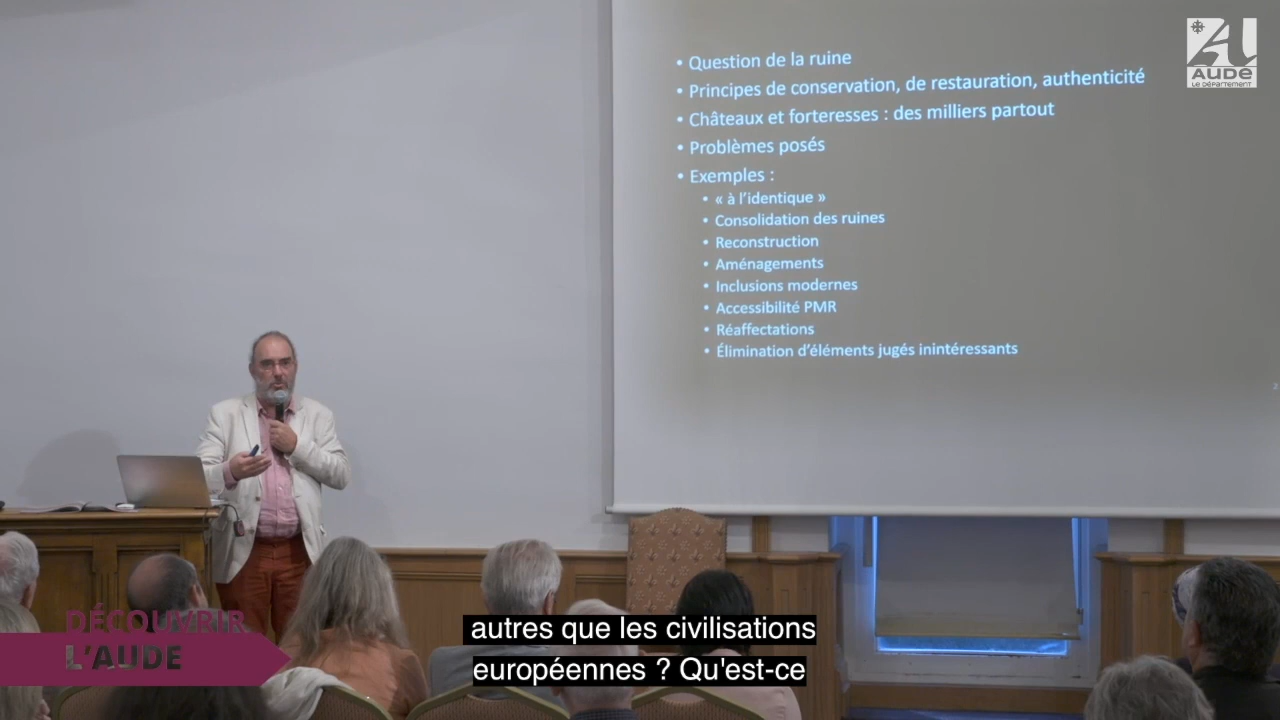 • Question de la ruine
• Principes de conservation, de restauration, authenticité
• Châteaux et forteresses : des milliers partout
• Problèmes posés
• Exemples :
• « à l'identique »
• Consolidation des ruines
• Reconstruction
• Aménagements
• Inclusions modernes
• Accessibilité PMR
• Réaffectations
• Élimination d'éléments jugés inintéressants
AUDE
LE DÉPARTEMENT
DÉCOUVRIR
L'AUDE
autres que les civilisations
européennes ? Qu'est-ce